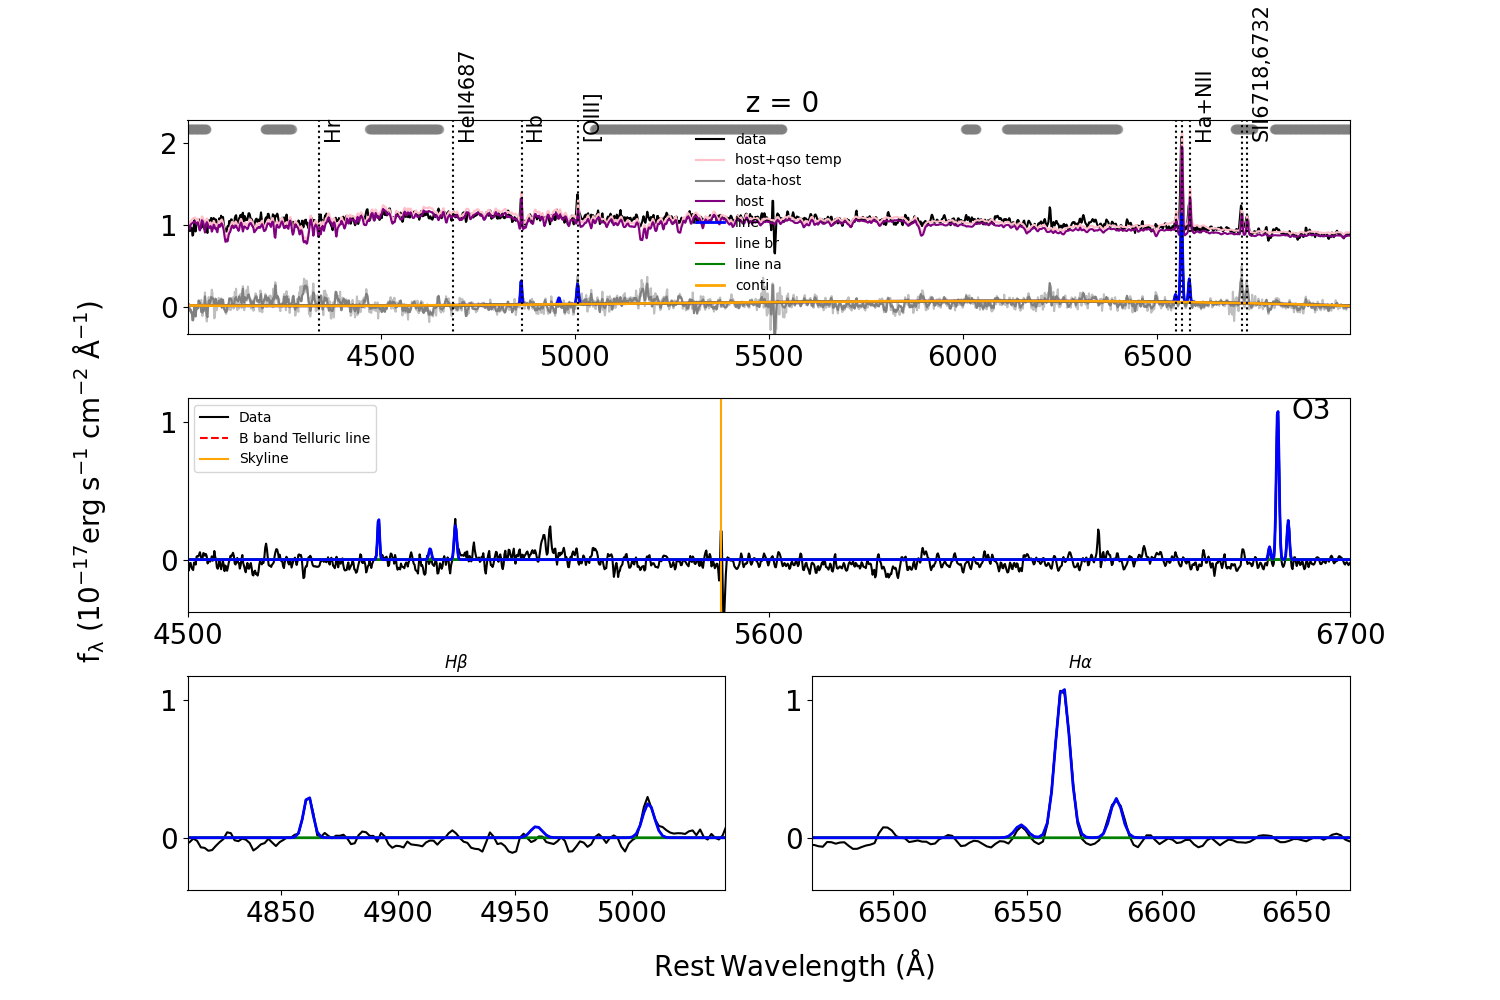 z = 0
Hr
HeII4687
Hb
[OIII]
Ha+NII
SII6718,6732
2
1
0
data
host+qso temp
data-host
host
line
line br
line na
conti
4500
5000
5500
6000
6500
fλ (10⁻¹⁷erg s⁻¹ cm⁻² Å⁻¹)
1
0
Data
B band Telluric line
Skyline
O3
4500
5600
6700
Hβ
1
0
4850
4900
4950
5000
Hα
1
0
6500
6550
6600
6650
Rest Wavelength (Å)